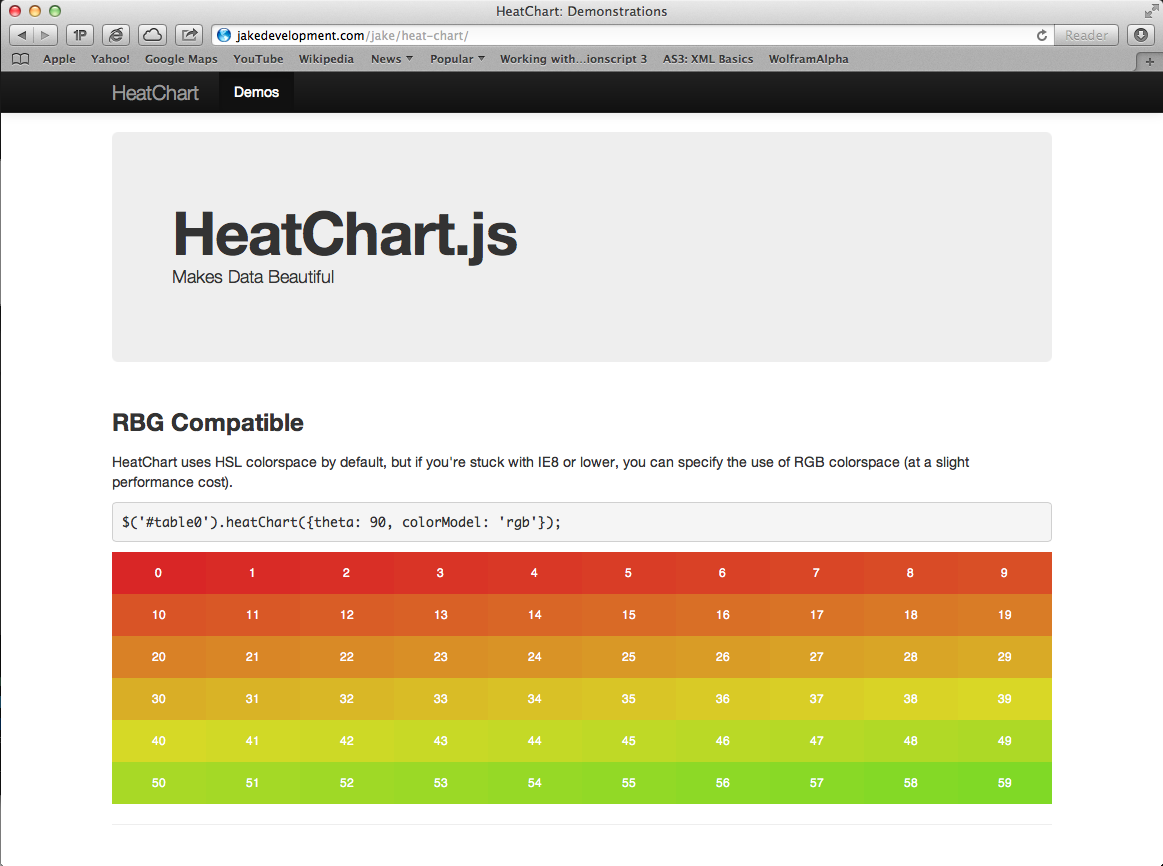 HeatChart: Demonstrations
1P
jakedevelopment.com/jake/heat-chart/
Reader
Apple Yahoo! Google Maps YouTube Wikipedia News Popular Working with...ionscript 3 AS3: XML Basics WolframAlpha
HeatChart Demos
HeatChart.js
Makes Data Beautiful
RBG Compatible
HeatChart uses HSL colorspace by default, but if you're stuck with IE8 or lower, you can specify the use of RGB colorspace (at a slight
performance cost).
$('#table0').heatChart({theta: 90, colorModel: 'rgb'});
0 1 2 3 4 5 6 7 8 9
10 11 12 13 14 15 16 17 18 19
20 21 22 23 24 25 26 27 28 29
30 31 32 33 34 35 36 37 38 39
40 41 42 43 44 45 46 47 48 49
50 51 52 53 54 55 56 57 58 59